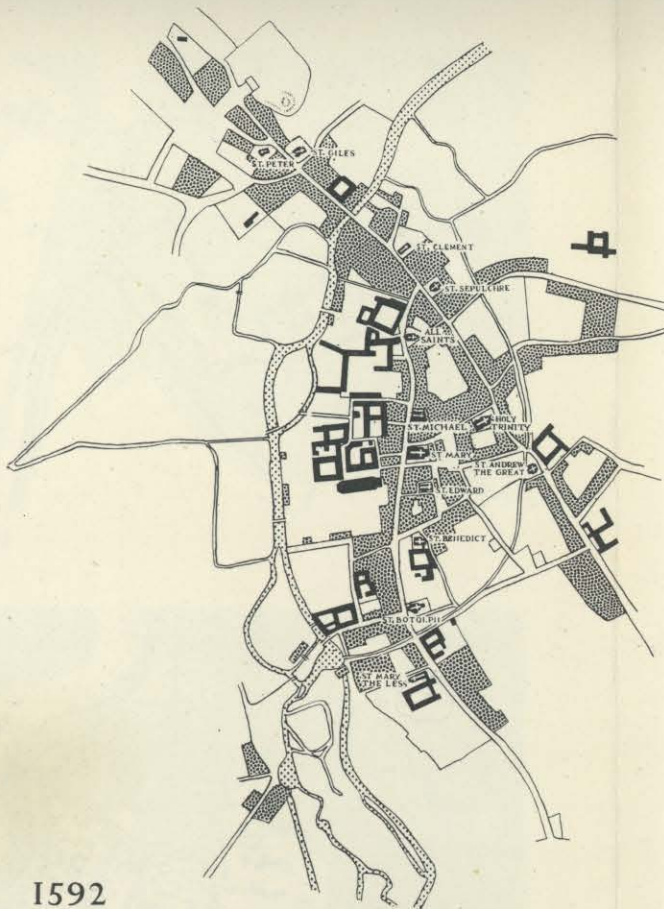 ST. PETER
ST. GILES
ST. CLEMENT
ST. SEPULCHRE
ALL
SAINTS
ST. MICHAEL
HOLY
TRINITY
ST. MARY
ST. ANDREW
THE GREAT
ST. EDWARD
ST. BENEDICT
ST. BOTOLPH
ST MARY
THE LESS
1592